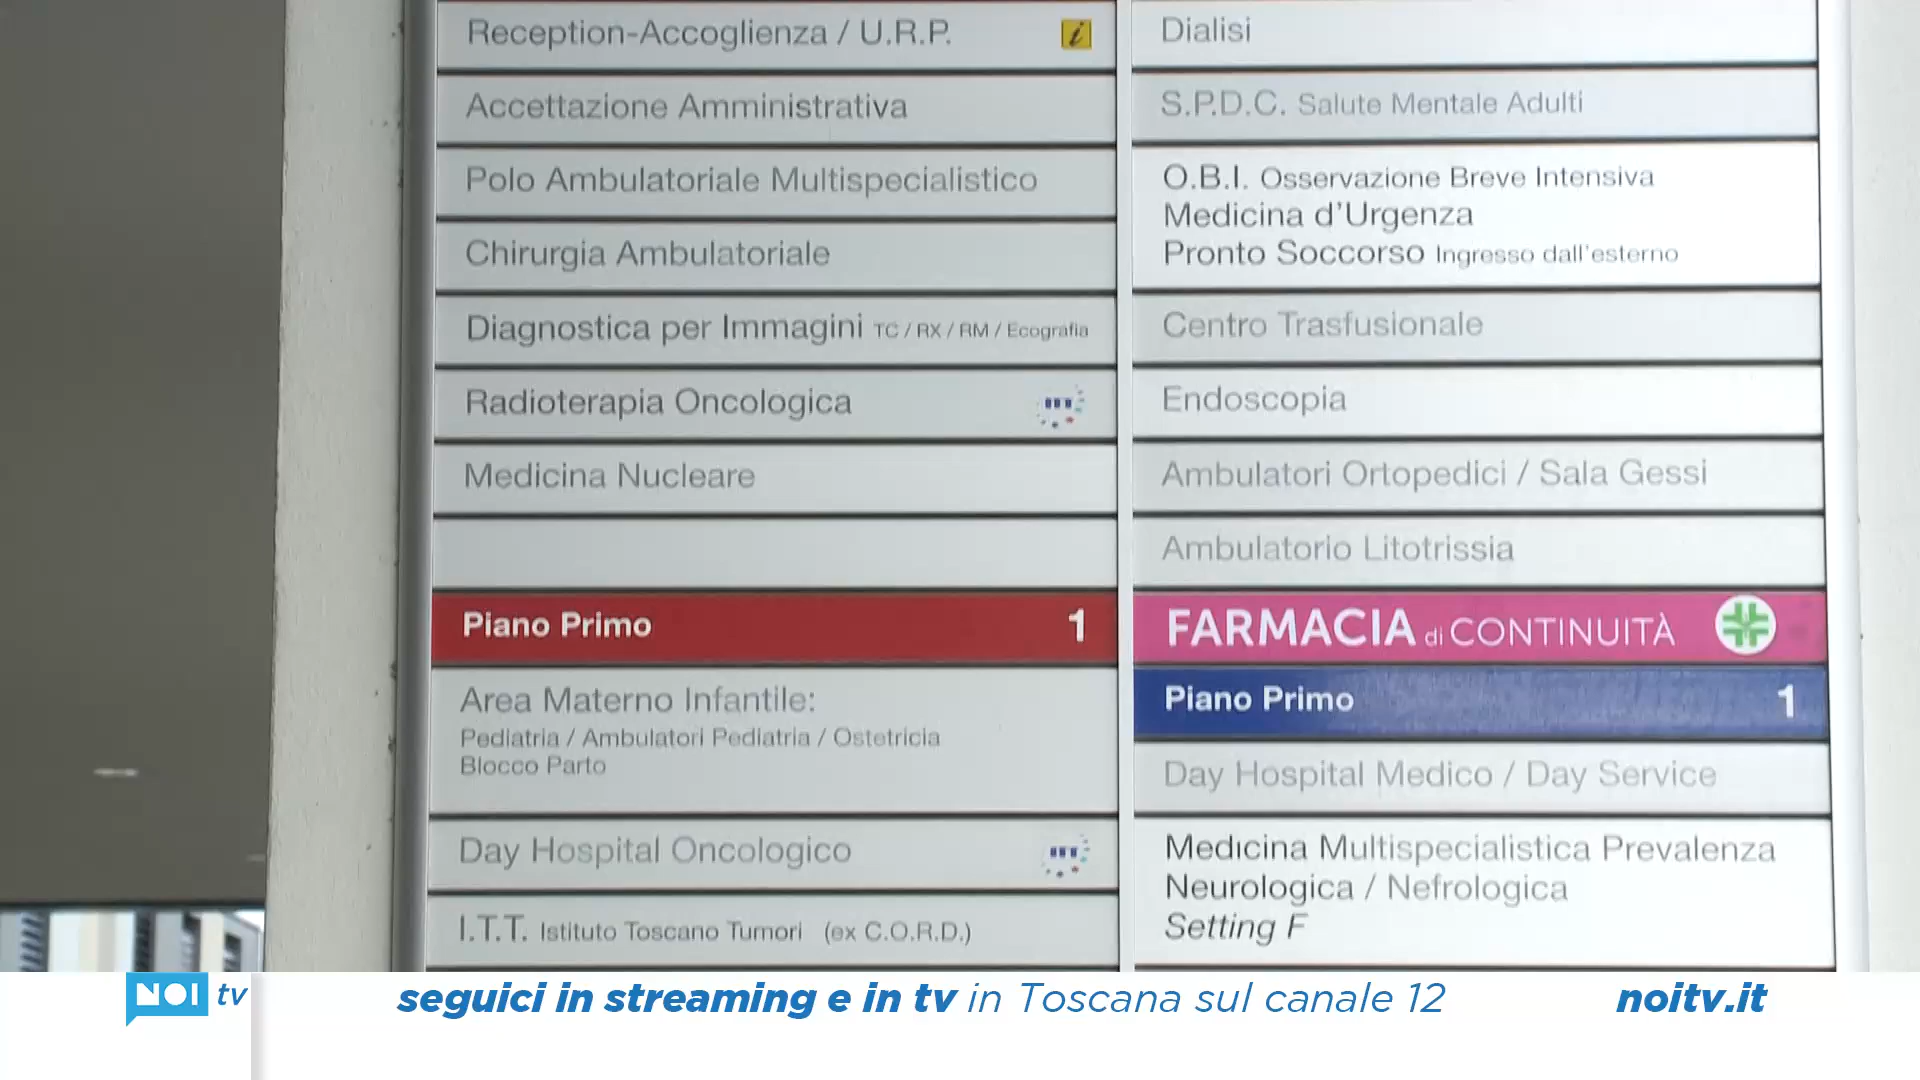 Reception-Accoglienza / U.R.P. i
Accettazione Amministrativa
Polo Ambulatoriale Multispecialistico
Chirurgia Ambulatoriale
Diagnostica per Immagini TC / RX / RM / Ecografia
Radioterapia Oncologica
Medicina Nucleare
Piano Primo 1
Area Materno Infantile:
Pediatria / Ambulatori Pediatria / Ostetricia
Blocco Parto
Day Hospital Oncologico
I.T.T. Istituto Toscano Tumori (ex C.O.R.D.)
Dialisi
S.P.D.C. Salute Mentale Adulti
O.B.I. Osservazione Breve Intensiva
Medicina d'Urgenza
Pronto Soccorso Ingresso dall'esterno
Centro Trasfusionale
Endoscopia
Ambulatori Ortopedici / Sala Gessi
Ambulatorio Litotrissia
FARMACIA di CONTINUITÀ
Piano Primo 1
Day Hospital Medico / Day Service
Medicina Multispecialistica Prevalenza
Neurologica / Nefrologica
Setting F
NOI tv
seguici in streaming e in tv in Toscana sul canale 12
noitv.it